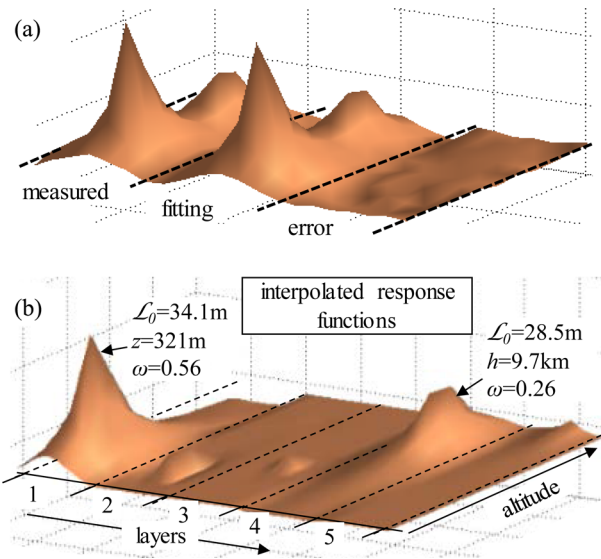 (a)
measured
fitting
error
(b)
interpolated response
functions
ℒ₀=34.1m
z=321m
ω=0.56
ℒ₀=28.5m
h=9.7km
ω=0.26
1
2
3
4
5
layers
altitude